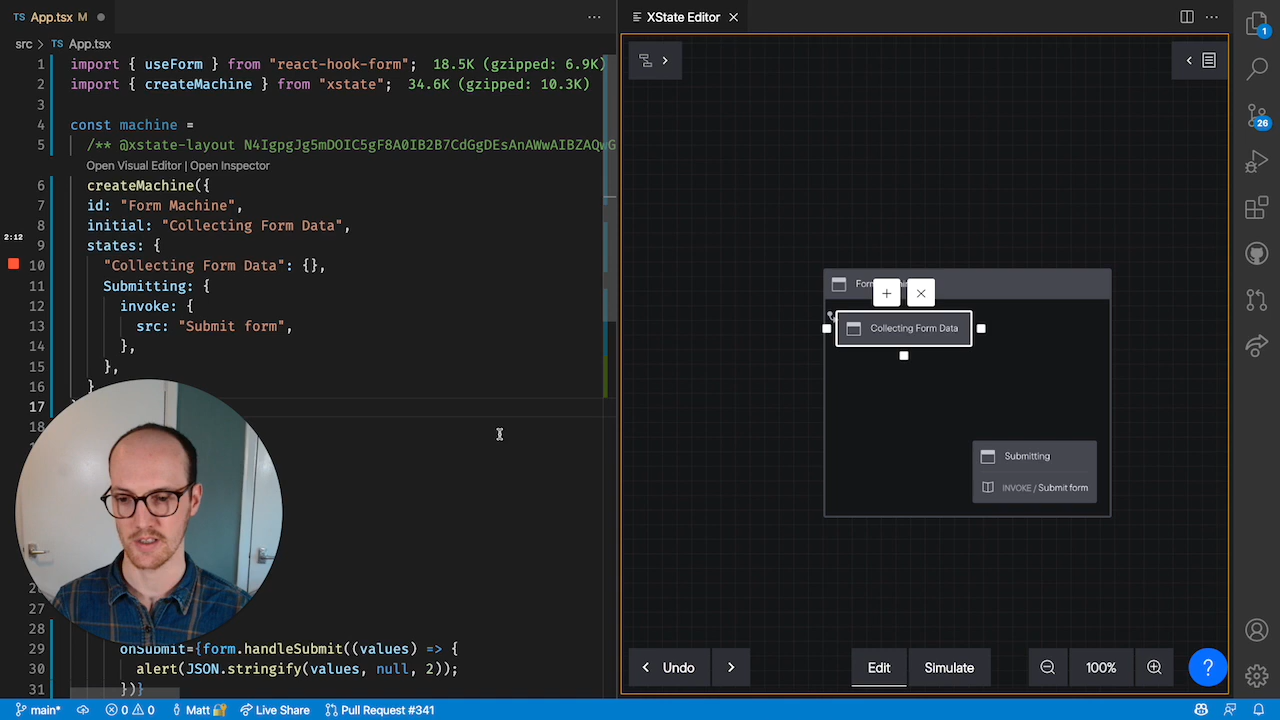 TS App.tsx M
XState Editor
src > TS App.tsx
1 import { useForm } from "react-hook-form"; 18.5K (gzipped: 6.9K)
2 import { createMachine } from "xstate"; 34.6K (gzipped: 10.3K)
3
4 const machine =
5 /** @xstate-layout N4IgpgJg5mDOIC5gF8A0IB2B7CdGgDEsAnAWwAIBZAQwG
Open Visual Editor | Open Inspector
6 createMachine({
7 id: "Form Machine",
8 initial: "Collecting Form Data",
2:12
9 states: {
10 "Collecting Form Data": {},
11 Submitting: {
12 invoke: {
13 src: "Submit form",
14 },
15 },
16 }
17
18
27
28
29 onSubmit={form.handleSubmit((values) => {
30 alert(JSON.stringify(values, null, 2));
31 })}
Collecting Form Data
Submitting
INVOKE / Submit form
Undo
Edit
Simulate
100%
?
1
26
main*
0 0
Matt
Live Share
Pull Request #341